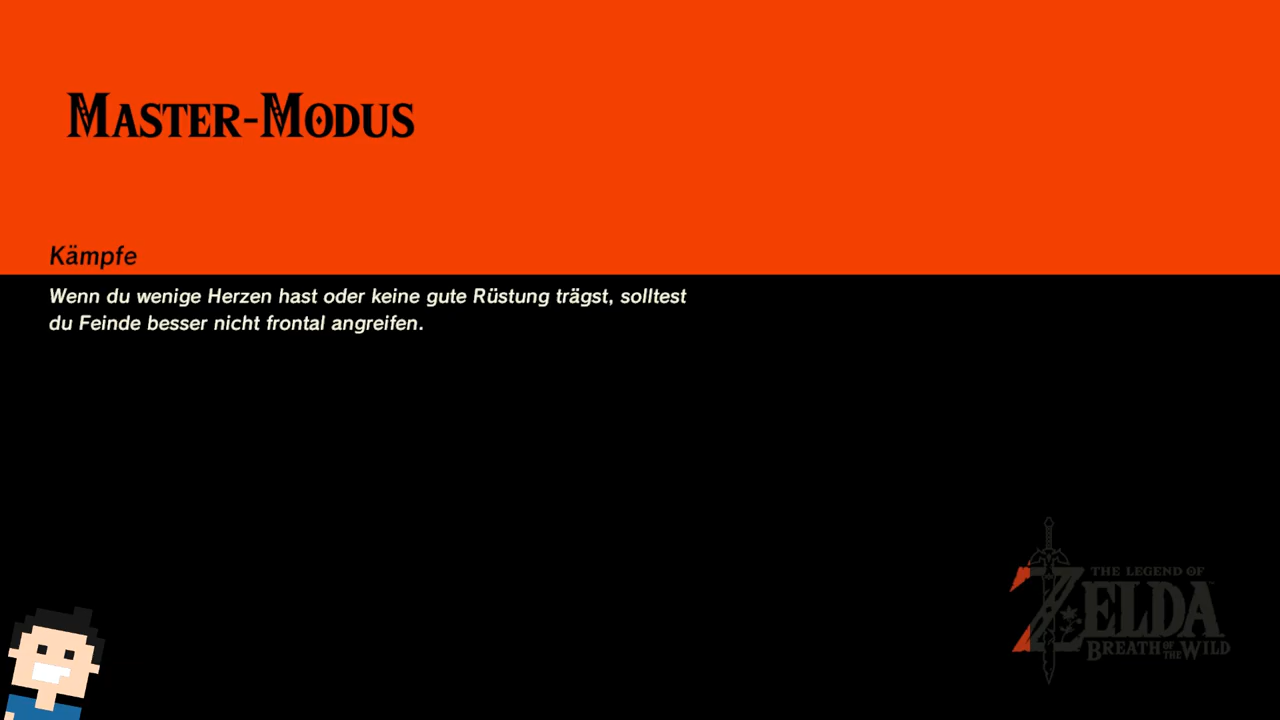 MASTER-MODUS
Kämpfe
Wenn du wenige Herzen hast oder keine gute Rüstung trägst, solltest
du Feinde besser nicht frontal angreifen.
THE LEGEND OF
ZELDA
BREATH OF THE WILD